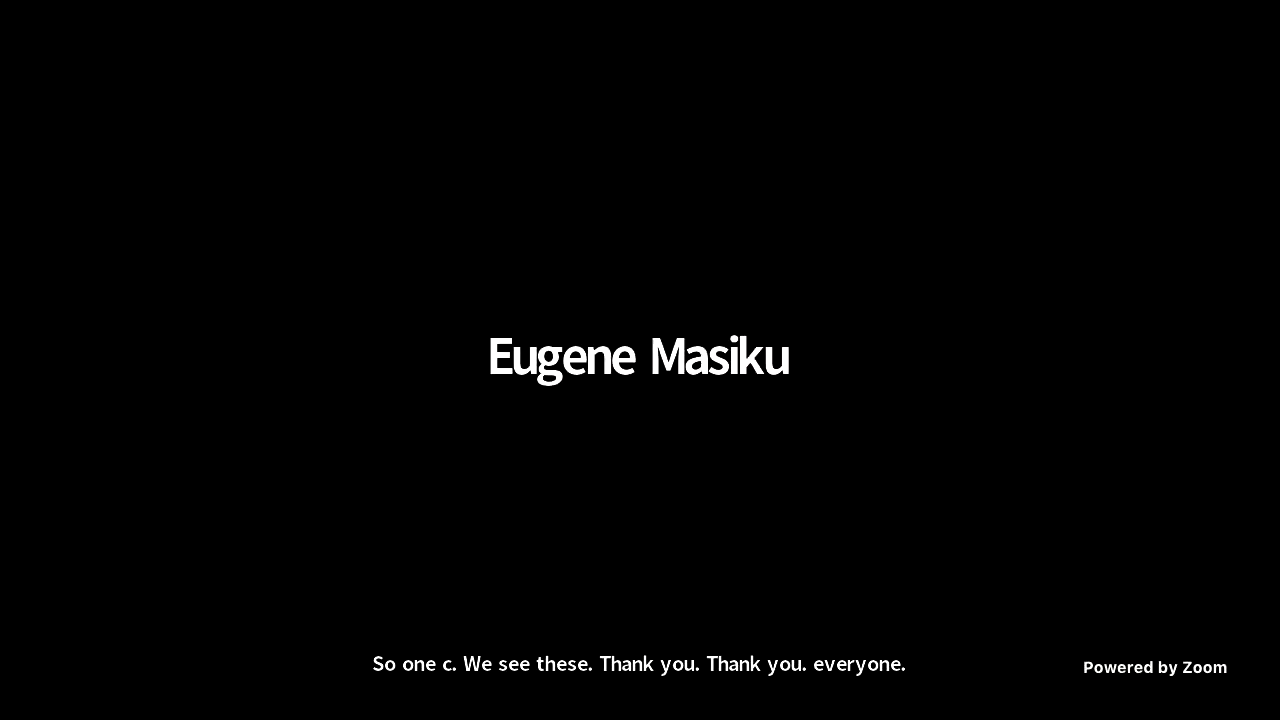 Eugene Masiku
So one c. We see these. Thank you. Thank you. everyone.
Powered by Zoom